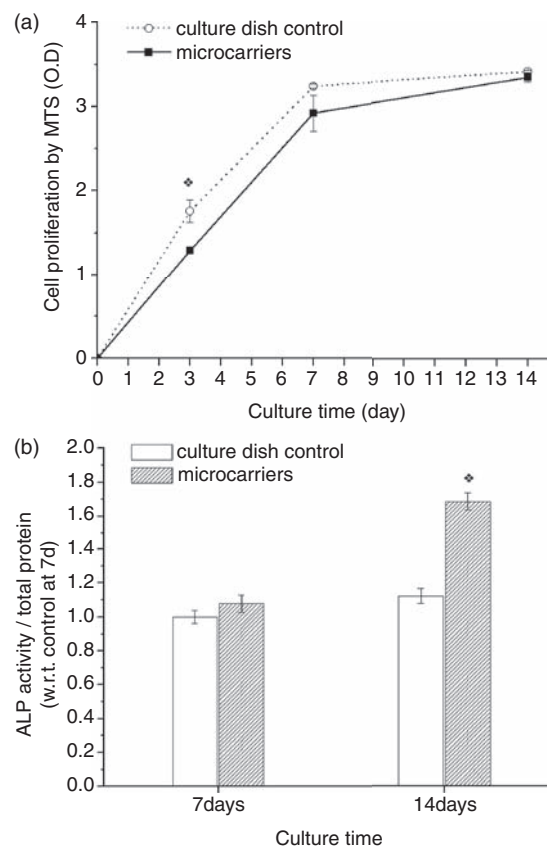 (a)
culture dish control
microcarriers
Cell proliferation by MTS (O.D)
4
3
2
1
0
0 1 2 3 4 5 6 7 8 9 10 11 12 13 14
Culture time (day)
(b)
culture dish control
microcarriers
ALP activity / total protein
(w.r.t. control at 7d)
2.0
1.8
1.6
1.4
1.2
1.0
0.8
0.6
0.4
0.2
0.0
7days 14days
Culture time